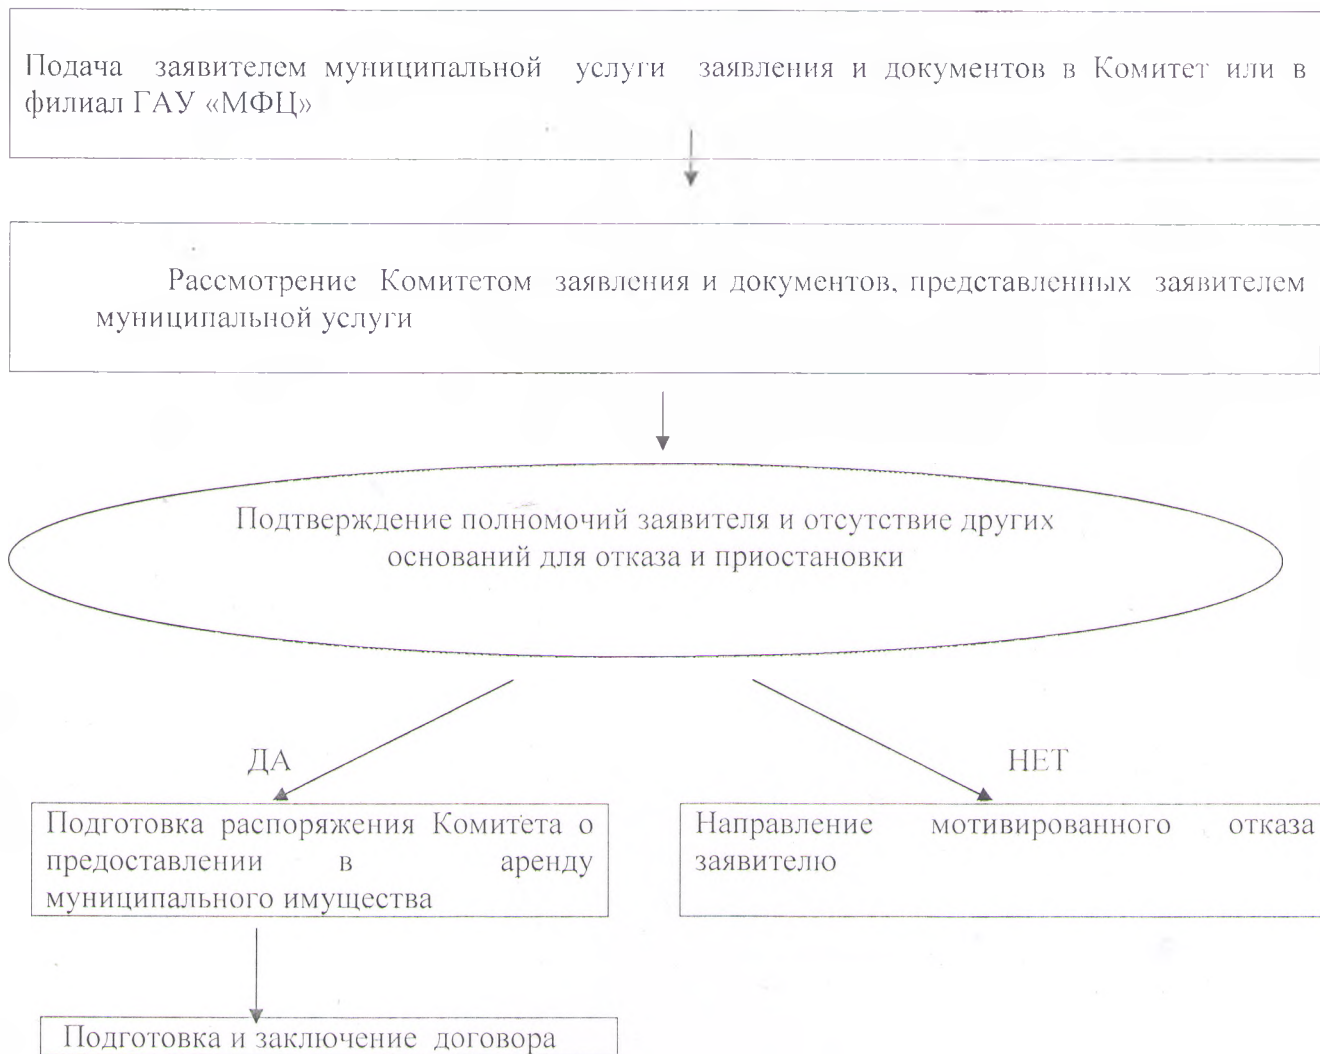 Подача заявителем муниципальной услуги заявления и документов в Комитет или в
филиал ГАУ «МФЦ»
Рассмотрение Комитетом заявления и документов, представленных заявителем
муниципальной услуги
Подтверждение полномочий заявителя и отсутствие других
оснований для отказа и приостановки
ДА
НЕТ
Подготовка распоряжения Комитета о
предоставлении в аренду
муниципального имущества
Направление мотивированного отказа
заявителю
Подготовка и заключение договора